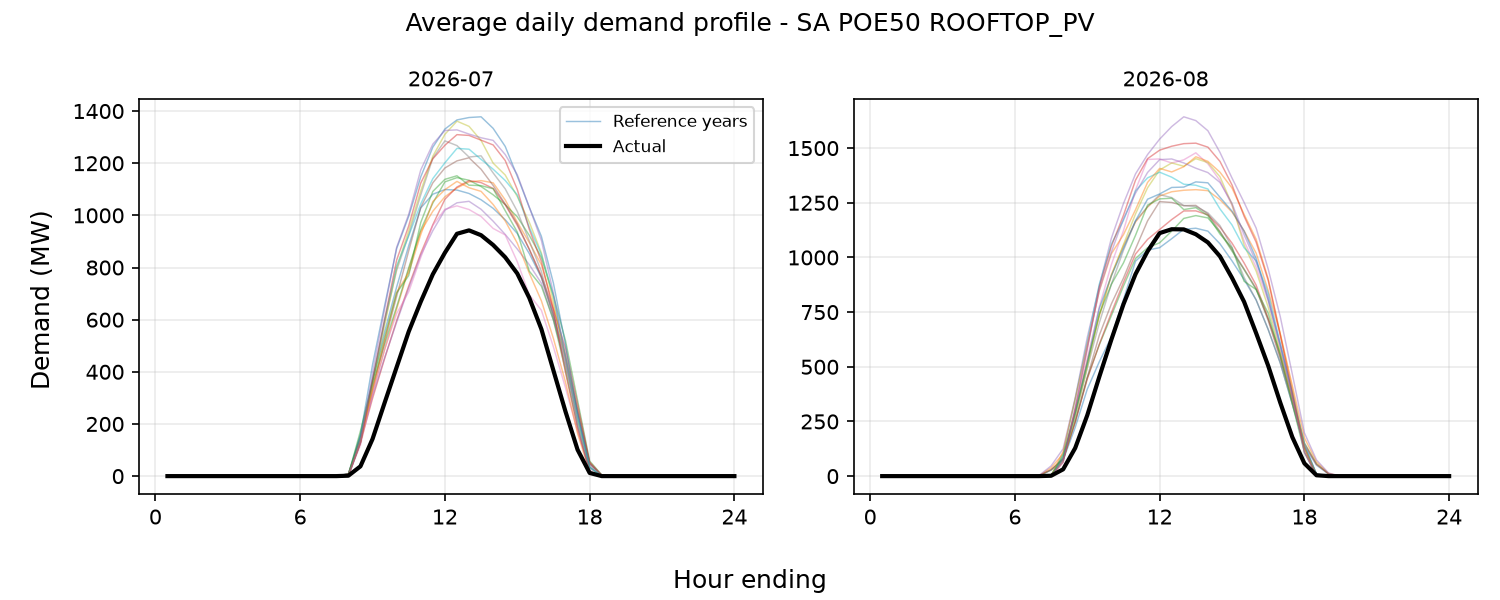 Average daily demand profile - SA POE50 ROOFTOP_PV
2026-07
2026-08
Demand (MW)
1400
1200
1000
800
600
400
200
0
Reference years
Actual
0 6 12 18 24
1500
1250
1000
750
500
250
0
0 6 12 18 24
Hour ending